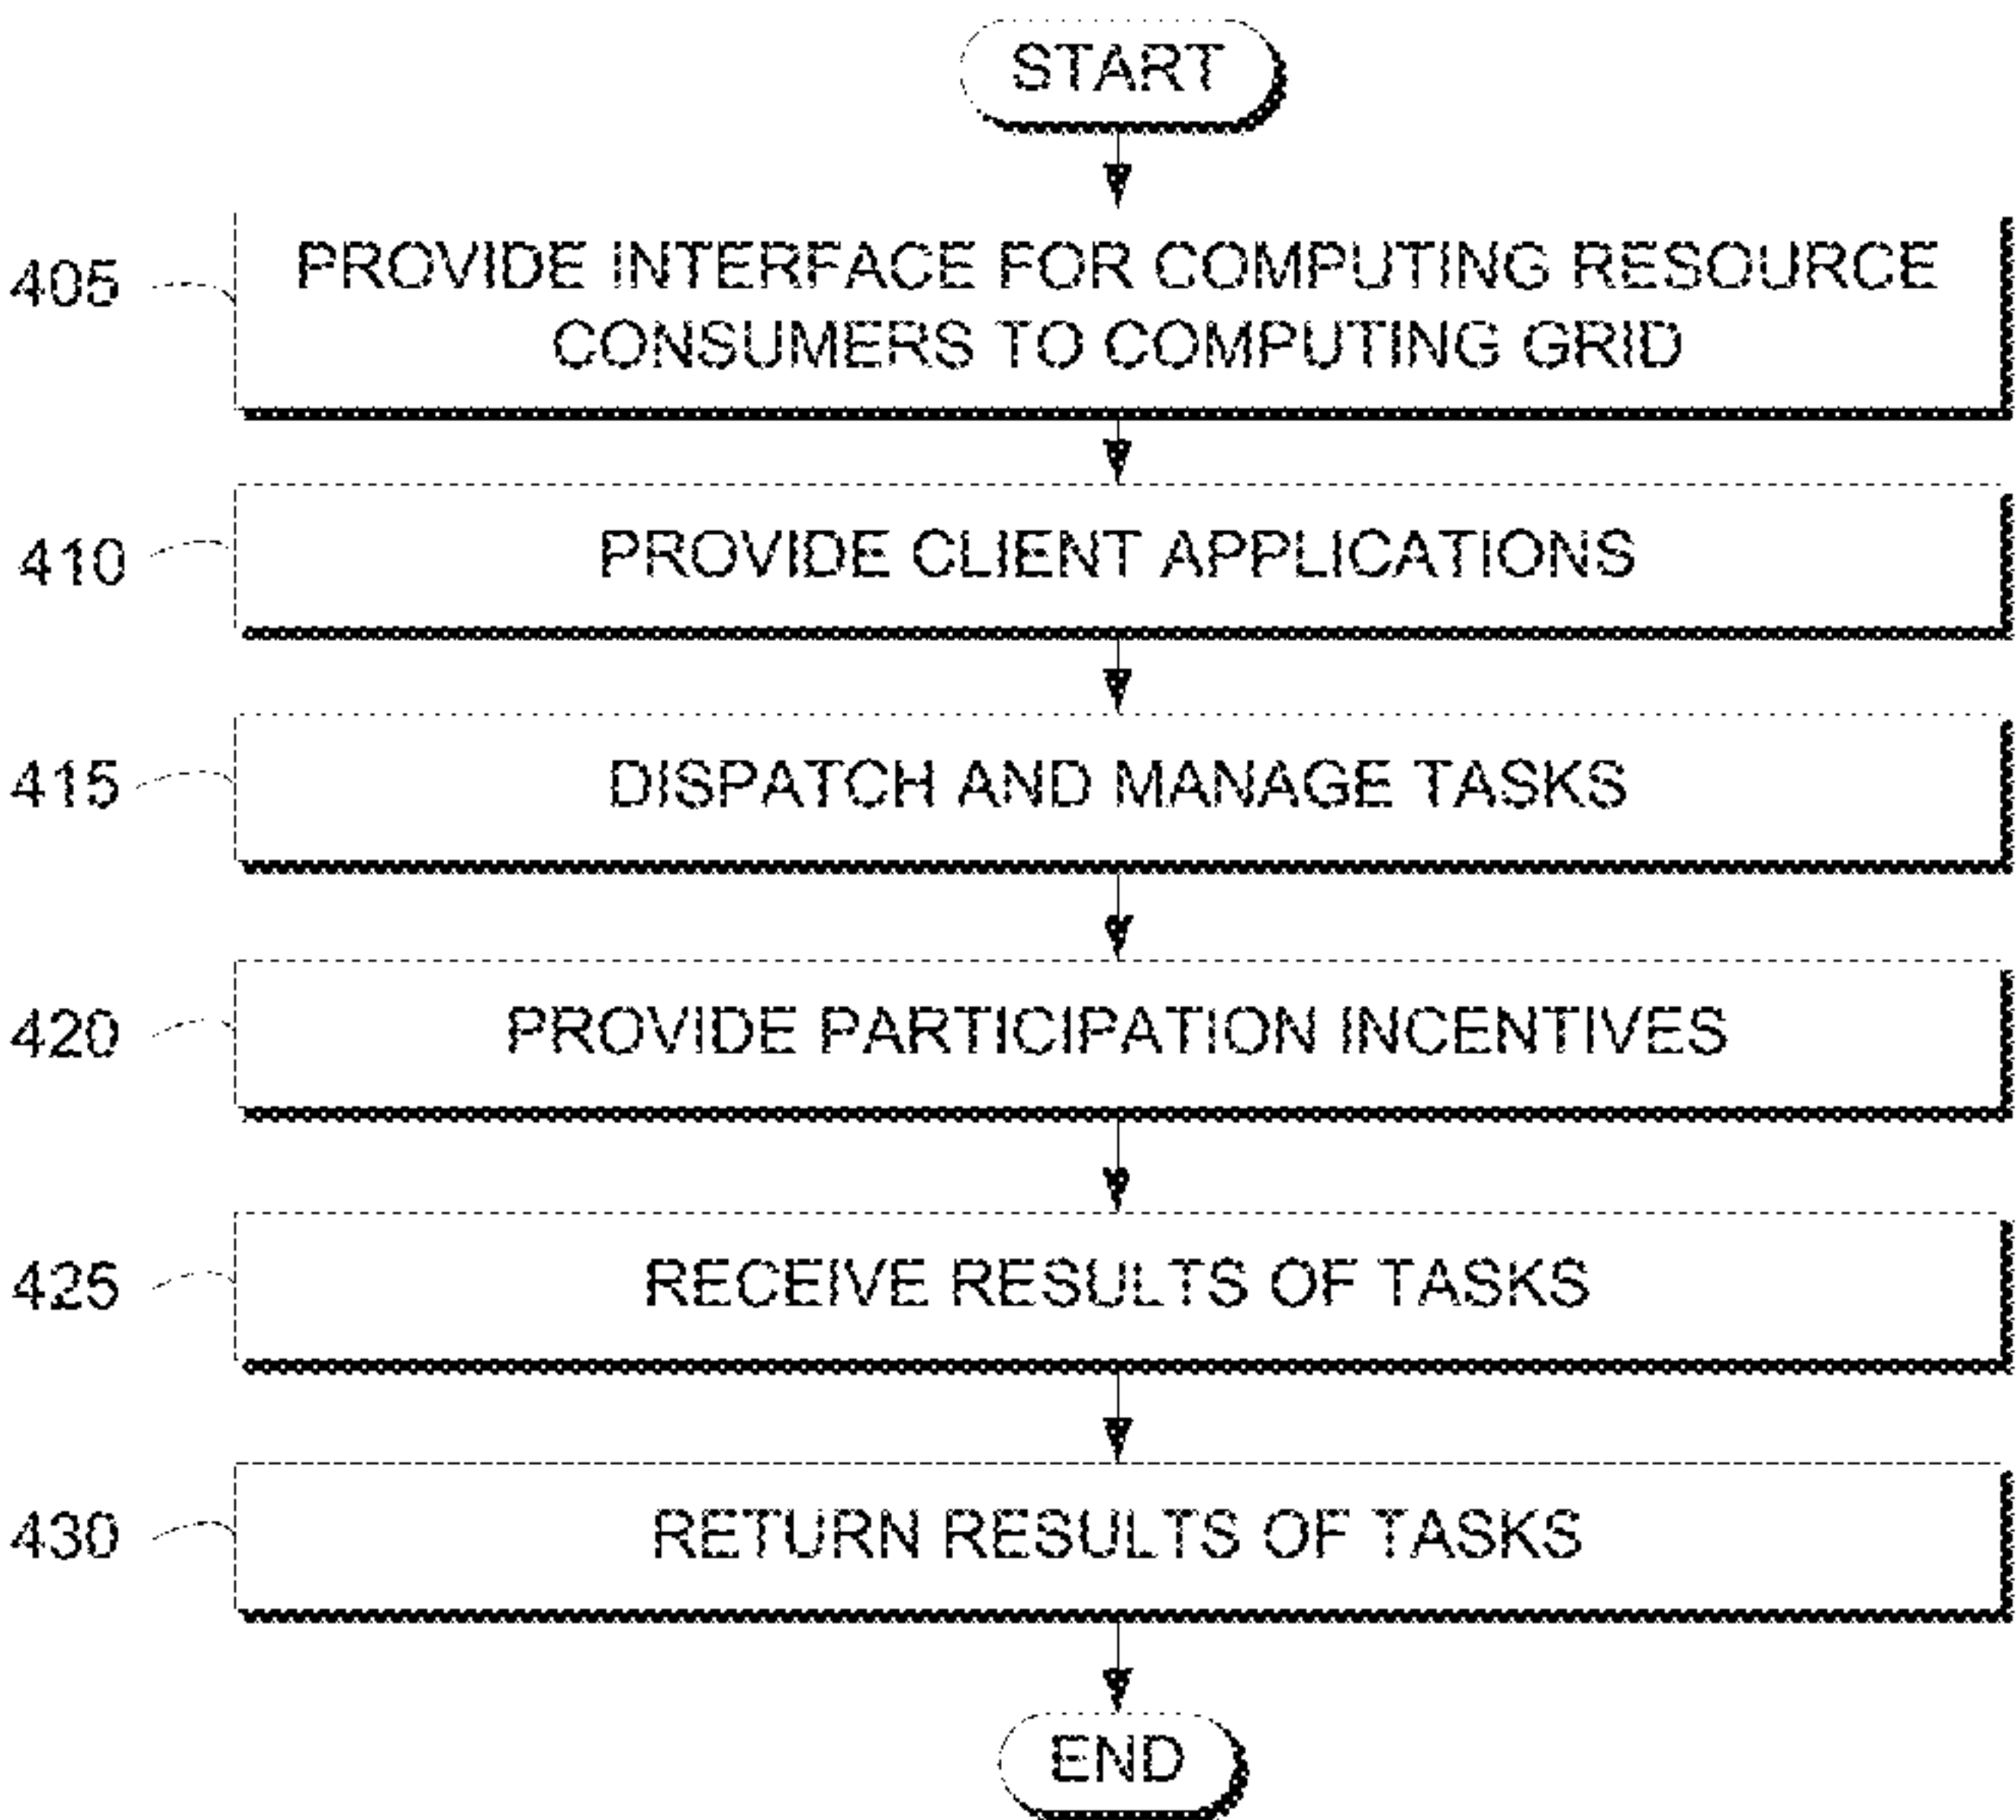 START
405
PROVIDE INTERFACE FOR COMPUTING RESOURCE
CONSUMERS TO COMPUTING GRID
410
PROVIDE CLIENT APPLICATIONS
415
DISPATCH AND MANAGE TASKS
420
PROVIDE PARTICIPATION INCENTIVES
425
RECEIVE RESULTS OF TASKS
430
RETURN RESULTS OF TASKS
END